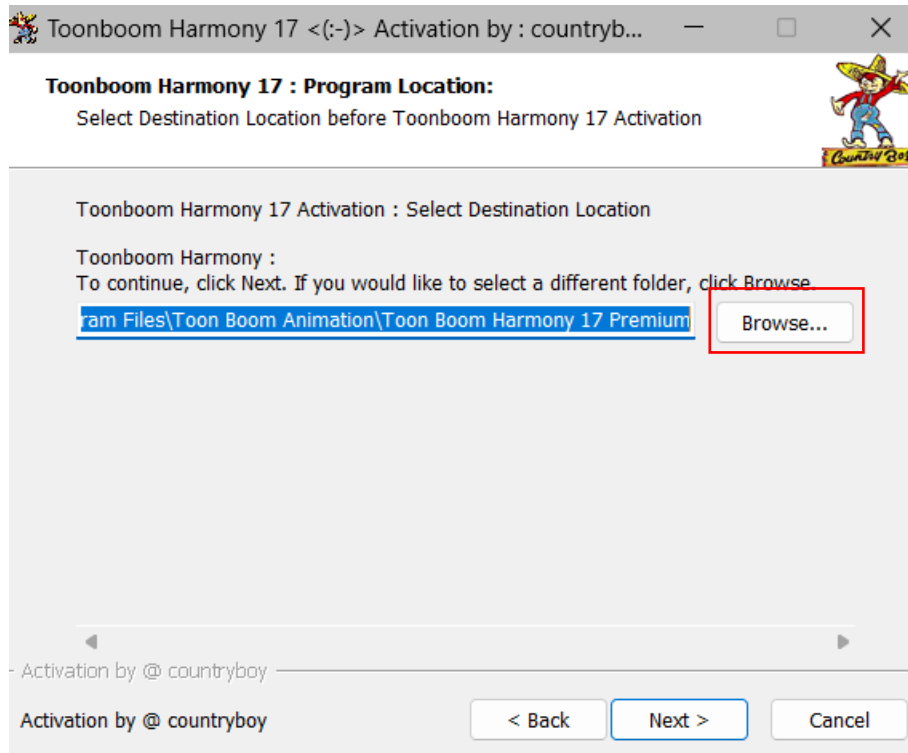 Toonboom Harmony 17 <(:-)> Activation by : countryb...
Toonboom Harmony 17 : Program Location:
Select Destination Location before Toonboom Harmony 17 Activation
Country Boy
Toonboom Harmony 17 Activation : Select Destination Location
Toonboom Harmony :
To continue, click Next. If you would like to select a different folder, click Browse.
ram Files\Toon Boom Animation\Toon Boom Harmony 17 Premium
Browse...
Activation by @ countryboy
Activation by @ countryboy
< Back
Next >
Cancel